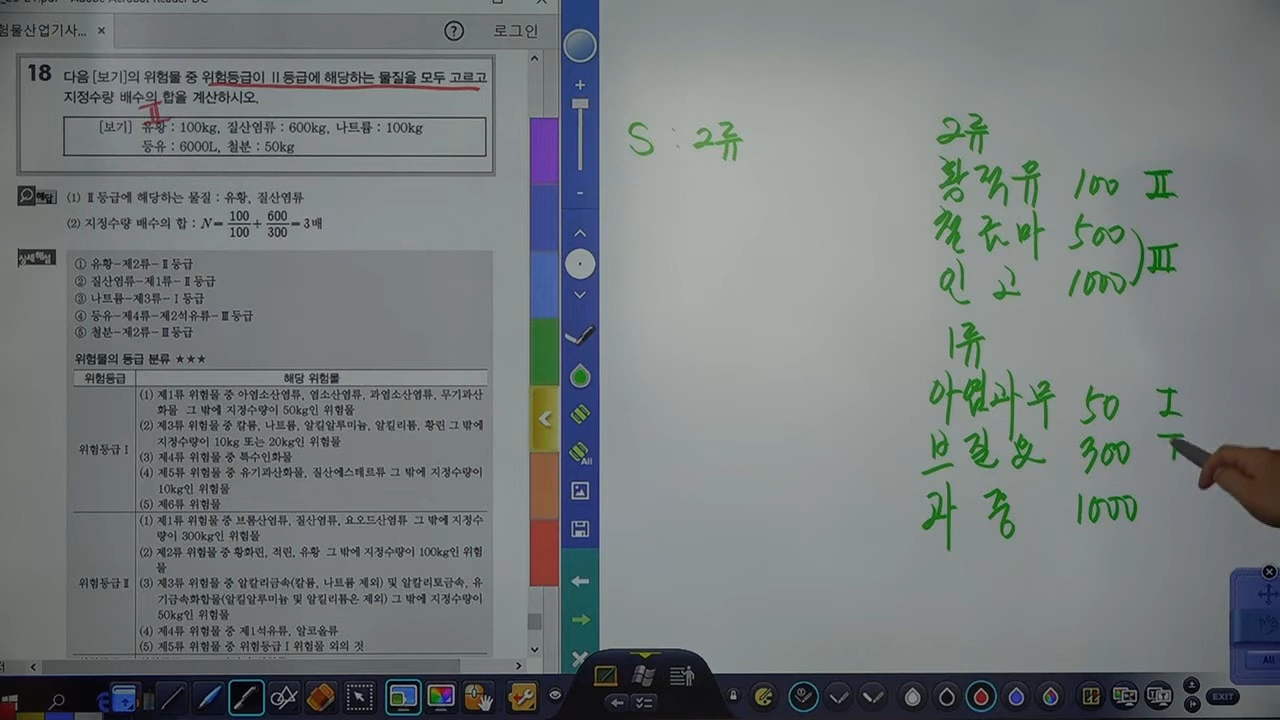 험물산업기사... ×
? 로그인
18 다음 [보기]의 위험물 중 위험등급이 Ⅱ등급에 해당하는 물질을 모두 고르고
지정수량 배수의 합을 계산하시오.
Ⅱ
[보기] 유황 : 100kg, 질산염류 : 600kg, 나트륨 : 100kg
등유 : 6000L, 철분 : 50kg
해답 (1) Ⅱ등급에 해당하는 물질 : 유황, 질산염류
(2) 지정수량 배수의 합 : N = 100/100 + 600/300 = 3배
상세해설
① 유황-제2류-Ⅱ등급
② 질산염류-제1류-Ⅱ등급
③ 나트륨-제3류-Ⅰ등급
④ 등유-제4류-제2석유류-Ⅲ등급
⑤ 철분-제2류-Ⅲ등급
위험물의 등급 분류 ★★★
위험등급 해당 위험물
위험등급 Ⅰ
(1) 제1류 위험물 중 아염소산염류, 염소산염류, 과염소산염류, 무기과산
화물 그 밖에 지정수량이 50kg인 위험물
(2) 제3류 위험물 중 칼륨, 나트륨, 알킬알루미늄, 알킬리튬, 황린 그 밖에
지정수량이 10kg 또는 20kg인 위험물
(3) 제4류 위험물 중 특수인화물
(4) 제5류 위험물 중 유기과산화물, 질산에스테르류 그 밖에 지정수량이
10kg인 위험물
(5) 제6류 위험물
위험등급 Ⅱ
(1) 제1류 위험물 중 브롬산염류, 질산염류, 요오드산염류 그 밖에 지정수
량이 300kg인 위험물
(2) 제2류 위험물 중 황화린, 적린, 유황 그 밖에 지정수량이 100kg인 위험
물
(3) 제3류 위험물 중 알칼리금속(칼륨, 나트륨 제외) 및 알칼리토금속, 유
기금속화합물(알킬알루미늄 및 알킬리튬은 제외) 그 밖에 지정수량이
50kg인 위험물
(4) 제4류 위험물 중 제1석유류, 알코올류
(5) 제5류 위험물 중 위험등급 Ⅰ 위험물 외의 것
S : 2류
2류
황적유 100 Ⅱ
철금마 500
인고 1000 ) Ⅲ
1류
아염과무 50 Ⅰ
브질요 300
과중 1000
All
All
EXIT